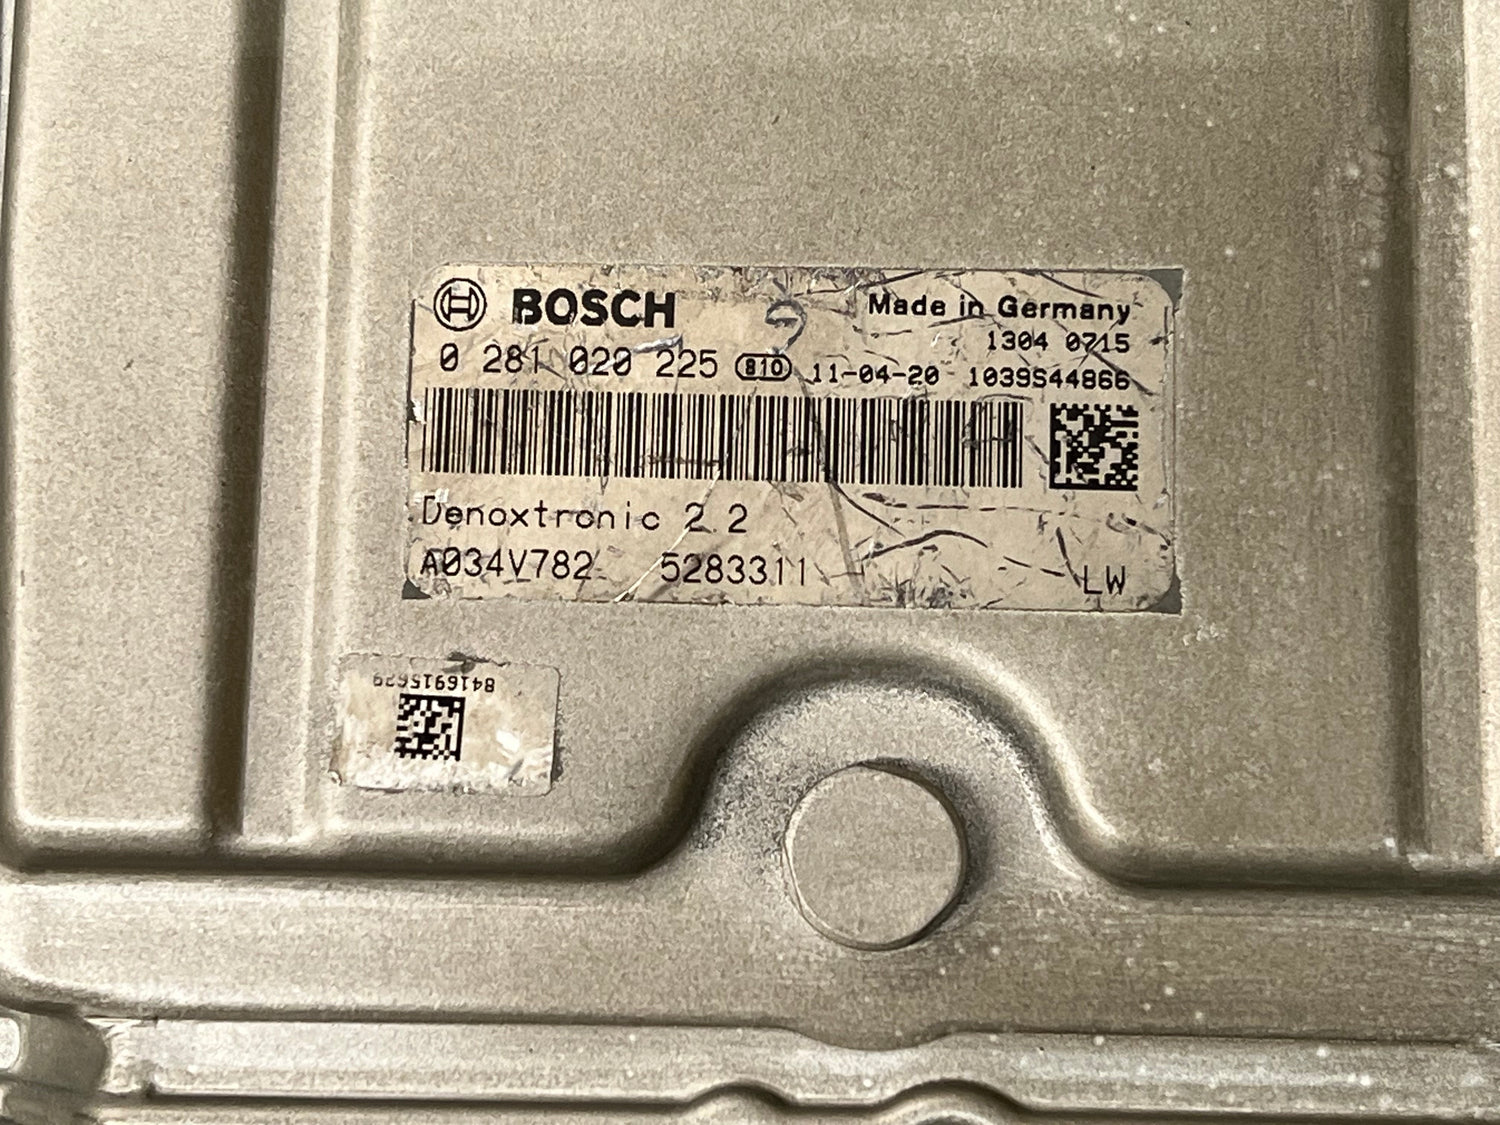 BOSCH
Made in Germany
1304 0715
0 281 020 225 810 11-04-20 1039S44866
Denoxtronic 2.2
A034V782 5283311 LW